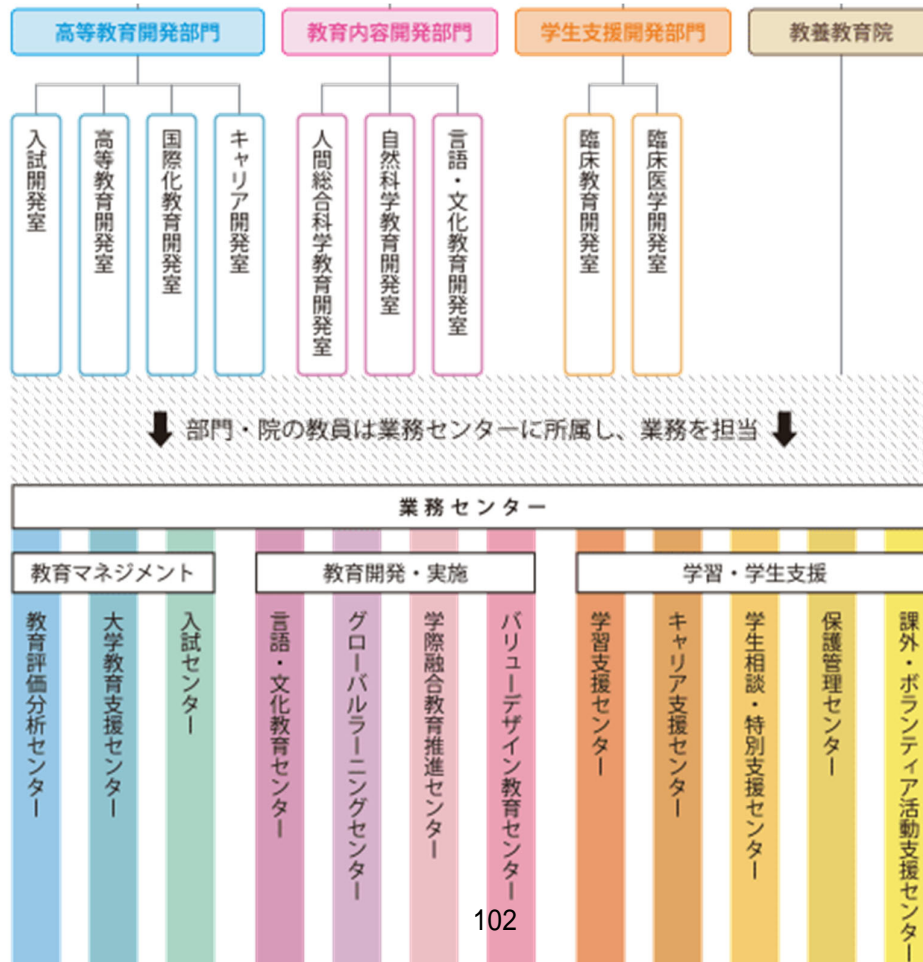 高等教育開発部門
教育内容開発部門
学生支援開発部門
教養教育院
入試開発室
高等教育開発室
国際化教育開発室
キャリア開発室
人間総合科学教育開発室
自然科学教育開発室
言語・文化教育開発室
臨床教育開発室
臨床医学開発室
部門・院の教員は業務センターに所属し、業務を担当
業務センター
教育マネジメント
教育開発・実施
学習・学生支援
教育評価分析センター
大学教育支援センター
入試センター
言語・文化教育センター
グローバルラーニングセンター
学際融合教育推進センター
バリューデザイン教育センター
学習支援センター
キャリア支援センター
学生相談・特別支援センター
保護管理センター
課外・ボランティア活動支援センター
102